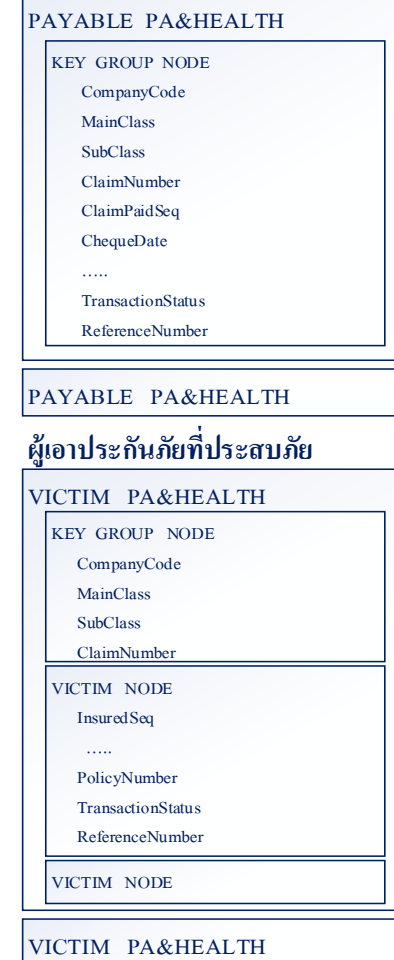 PAYABLE PA&HEALTH
KEY GROUP NODE
CompanyCode
MainClass
SubClass
ClaimNumber
ClaimPaidSeq
ChequeDate
…..
TransactionStatus
ReferenceNumber
PAYABLE PA&HEALTH
ผู้เอาประกันภัยที่ประสบภัย
VICTIM PA&HEALTH
KEY GROUP NODE
CompanyCode
MainClass
SubClass
ClaimNumber
VICTIM NODE
InsuredSeq
…..
PolicyNumber
TransactionStatus
ReferenceNumber
VICTIM NODE
VICTIM PA&HEALTH